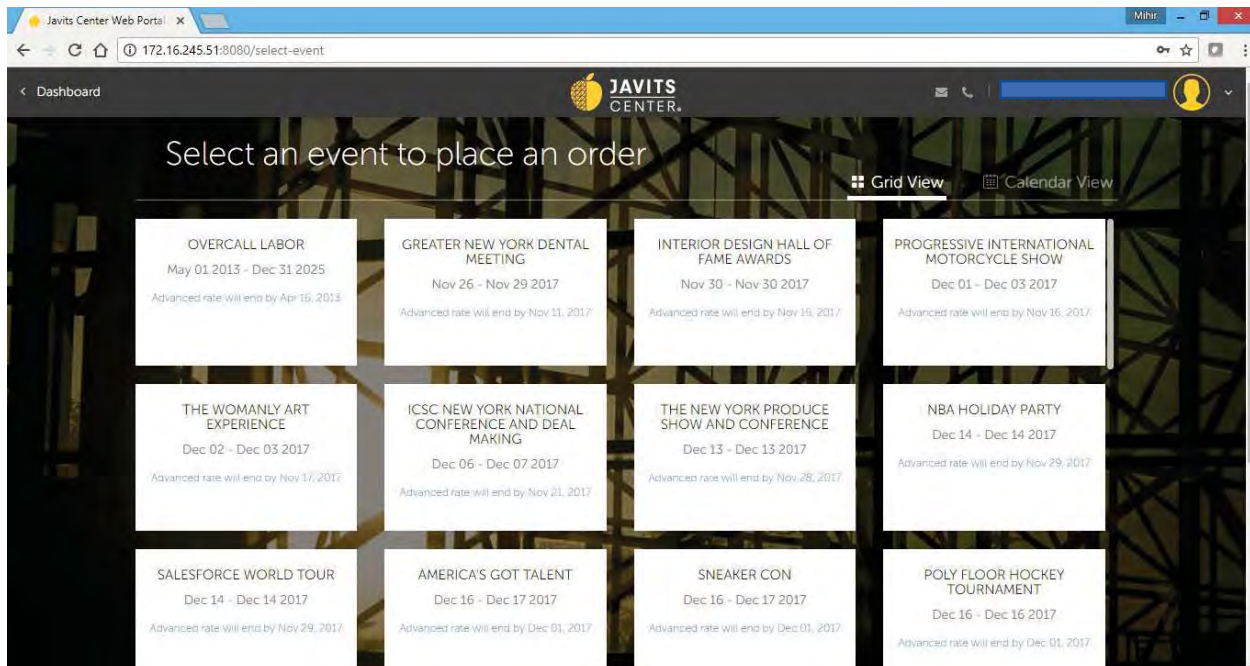 Javits Center Web Portal
Mihir
172.16.245.51:8080/select-event
Dashboard
JAVITS
CENTER.
Select an event to place an order
Grid View
Calendar View
OVERCALL LABOR
May 01 2013 - Dec 31 2025
Advanced rate will end by Apr 16, 2013
GREATER NEW YORK DENTAL
MEETING
Nov 26 - Nov 29 2017
Advanced rate will end by Nov 11, 2017
INTERIOR DESIGN HALL OF
FAME AWARDS
Nov 30 - Nov 30 2017
Advanced rate will end by Nov 15, 2017
PROGRESSIVE INTERNATIONAL
MOTORCYCLE SHOW
Dec 01 - Dec 03 2017
Advanced rate will end by Nov 16, 2017
THE WOMANLY ART
EXPERIENCE
Dec 02 - Dec 03 2017
Advanced rate will end by Nov 17, 2017
ICSC NEW YORK NATIONAL
CONFERENCE AND DEAL
MAKING
Dec 06 - Dec 07 2017
Advanced rate will end by Nov 21, 2017
THE NEW YORK PRODUCE
SHOW AND CONFERENCE
Dec 13 - Dec 13 2017
Advanced rate will end by Nov 28, 2017
NBA HOLIDAY PARTY
Dec 14 - Dec 14 2017
Advanced rate will end by Nov 29, 2017
SALESFORCE WORLD TOUR
Dec 14 - Dec 14 2017
Advanced rate will end by Nov 29, 2017
AMERICA'S GOT TALENT
Dec 16 - Dec 17 2017
Advanced rate will end by Dec 01, 2017
SNEAKER CON
Dec 16 - Dec 17 2017
Advanced rate will end by Dec 01, 2017
POLY FLOOR HOCKEY
TOURNAMENT
Dec 16 - Dec 16 2017
Advanced rate will end by Dec 01, 2017